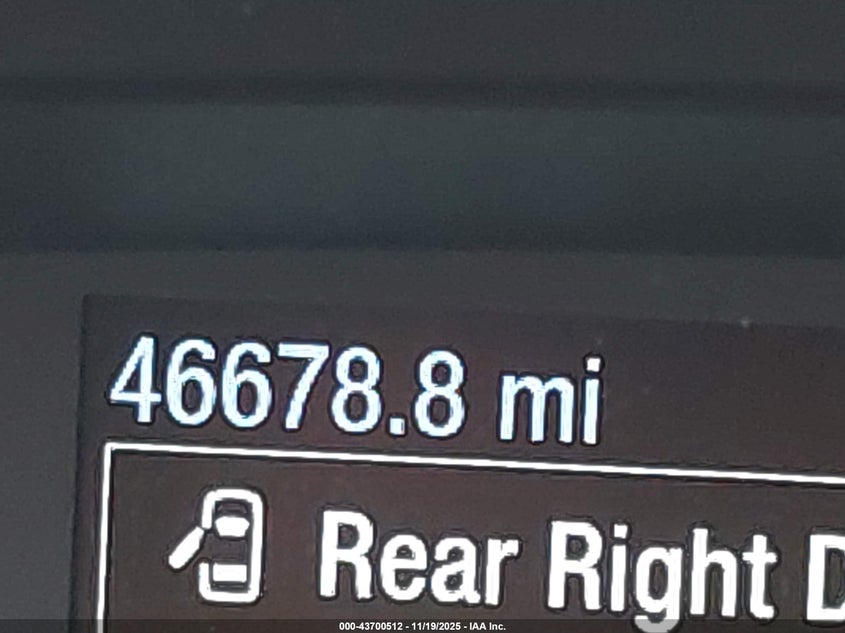 46678.8 mi
Rear Right D
000-43700512 - 11/19/2025 - IAA Inc.